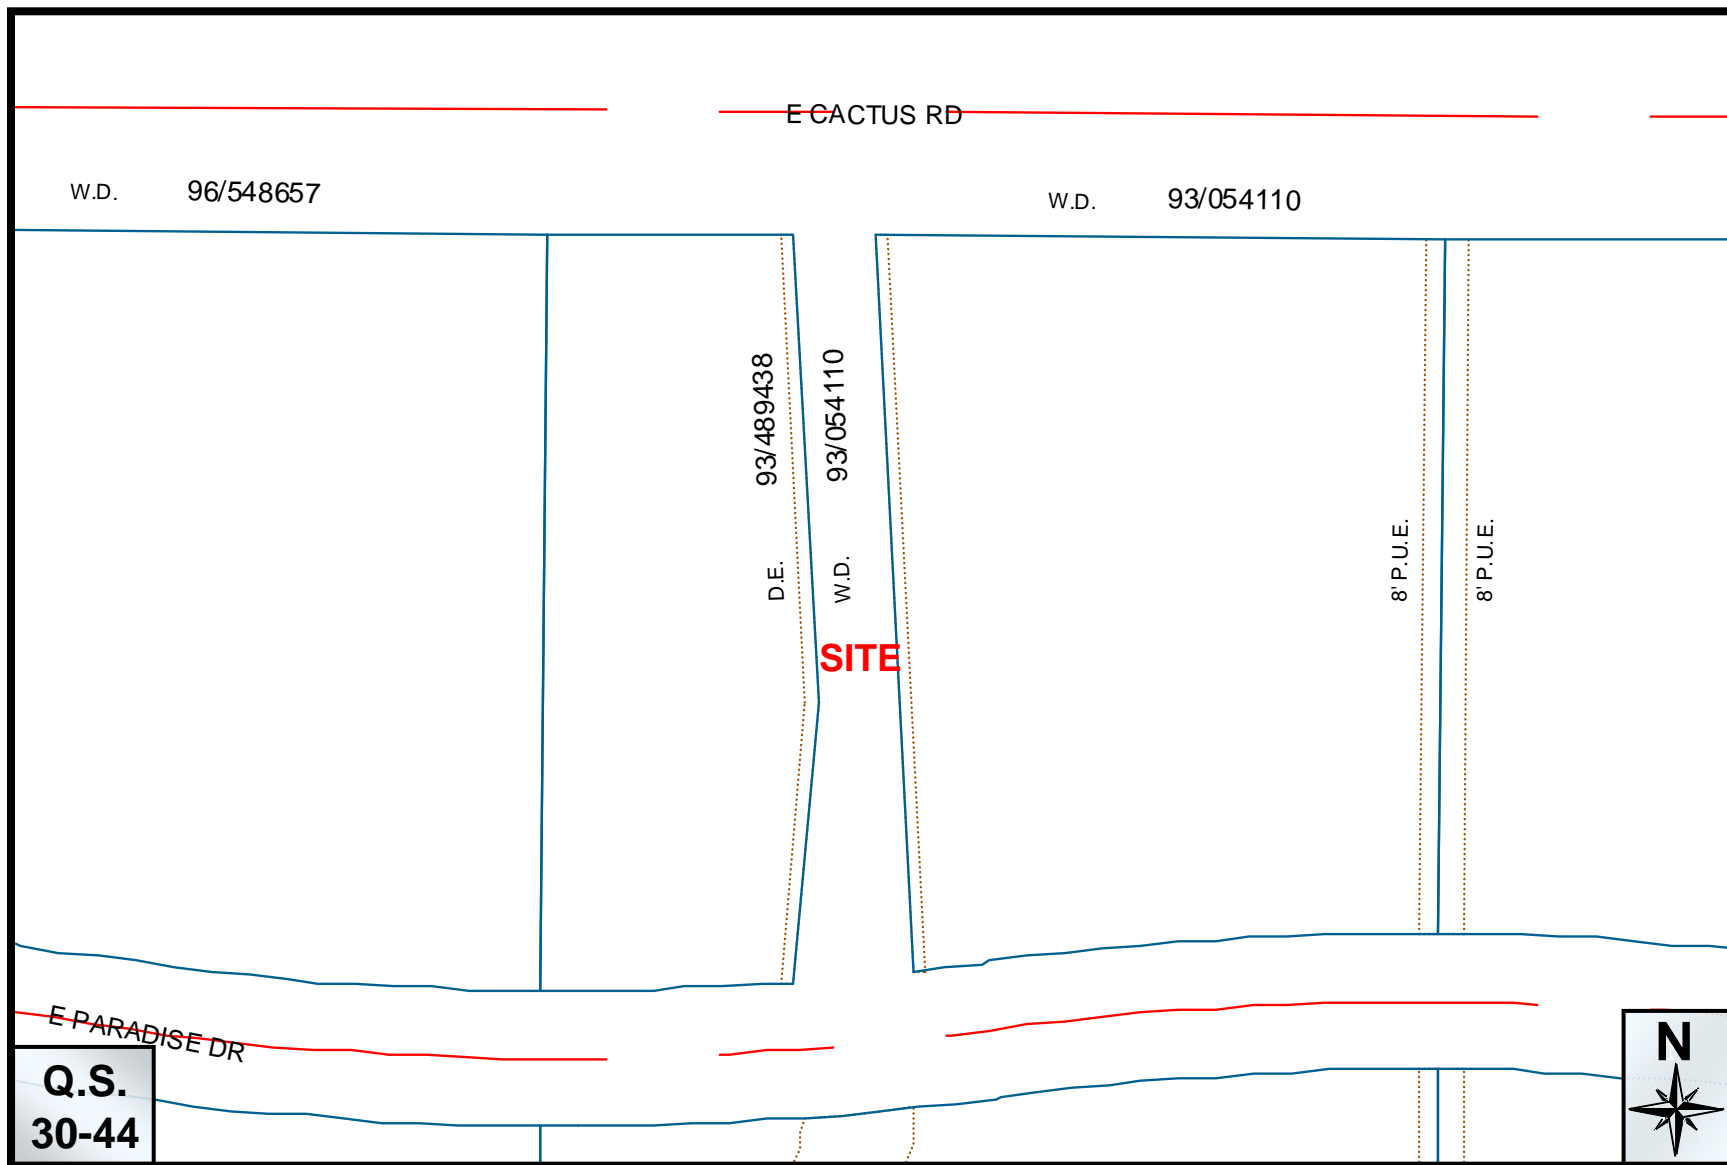 E CACTUS RD
W.D. 96/548657
W.D. 93/054110
D.E. 93/489438
W.D. 93/054110
8' P.U.E.
8' P.U.E.
SITE
E PARADISE DR
Q.S.
30-44
N